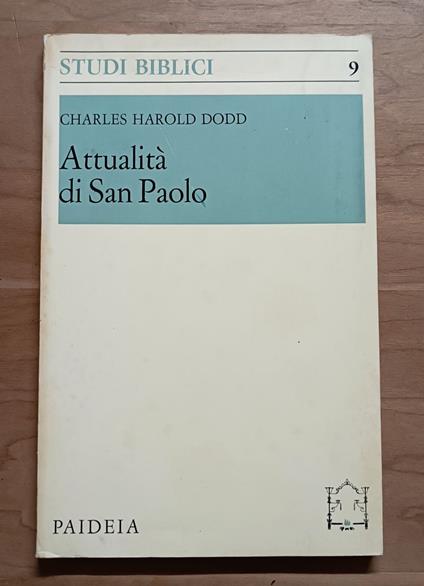 STUDI BIBLICI 9
CHARLES HAROLD DODD
Attualità
di San Paolo
PAIDEIA